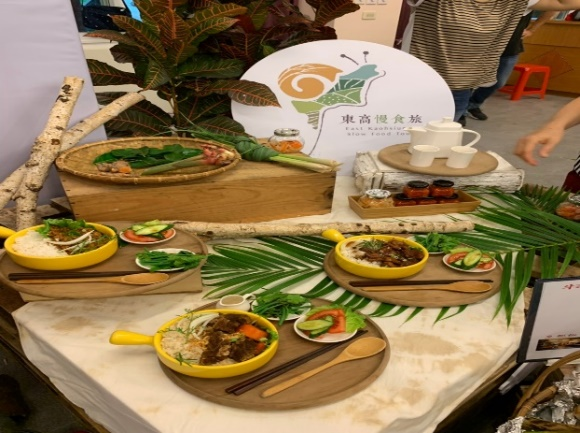 東高慢食旅
East Kaohsiung
Slow Food Tour